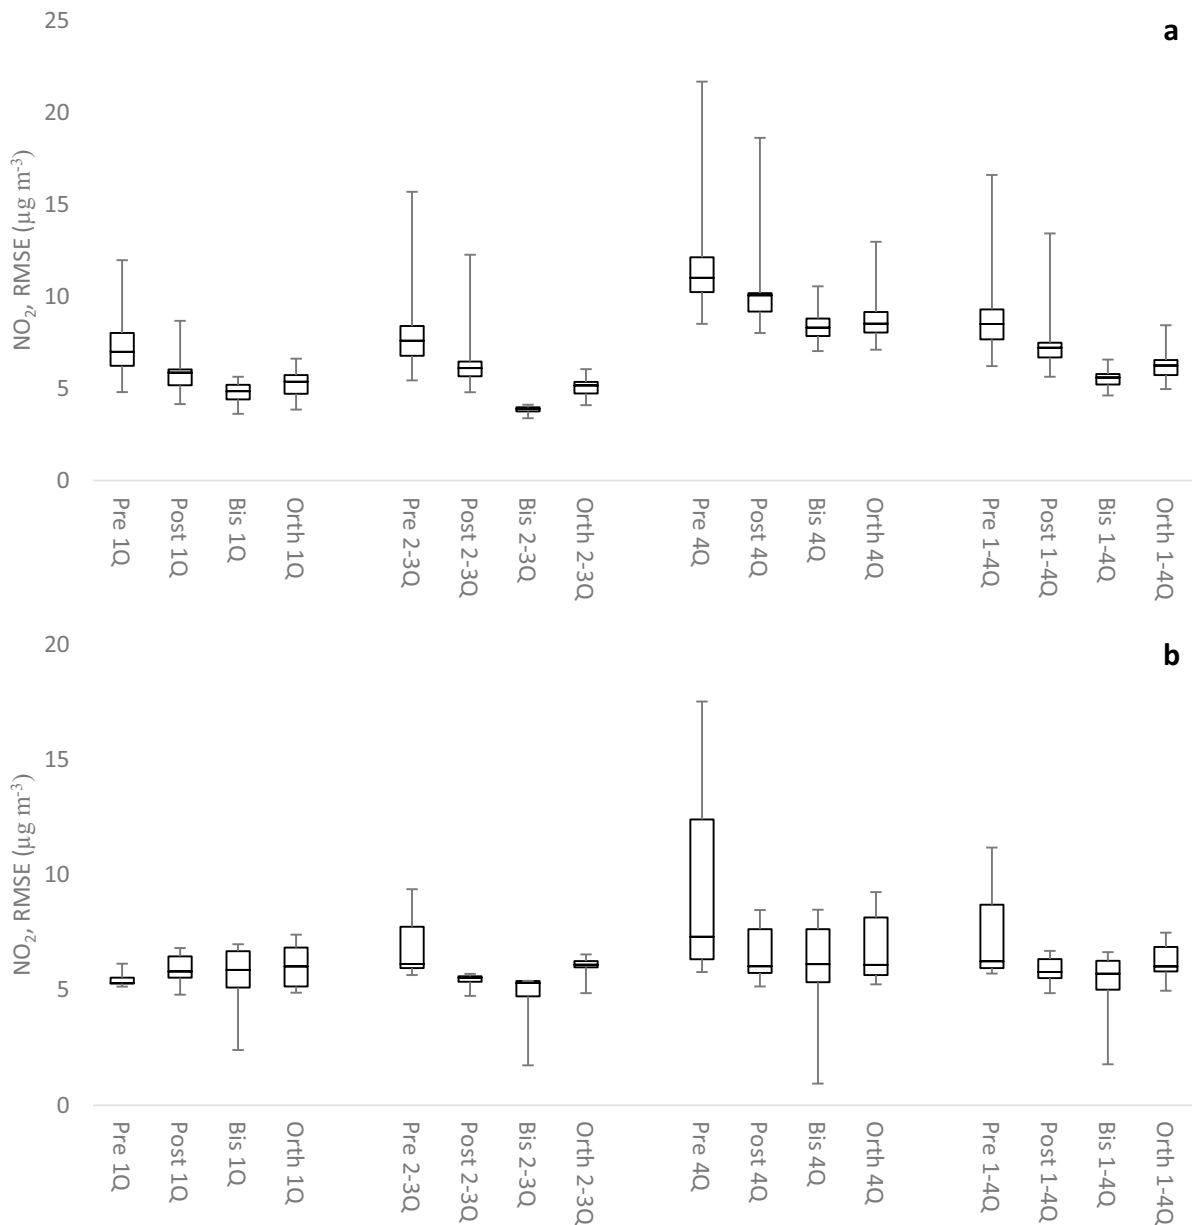 a
25
20
15
10
5
0
NO₂, RMSE (µg m⁻³)
Pre 1Q
Post 1Q
Bis 1Q
Orth 1Q
Pre 2-3Q
Post 2-3Q
Bis 2-3Q
Orth 2-3Q
Pre 4Q
Post 4Q
Bis 4Q
Orth 4Q
Pre 1-4Q
Post 1-4Q
Bis 1-4Q
Orth 1-4Q
b
20
15
10
5
0
NO₂, RMSE (µg m⁻³)
Pre 1Q
Post 1Q
Bis 1Q
Orth 1Q
Pre 2-3Q
Post 2-3Q
Bis 2-3Q
Orth 2-3Q
Pre 4Q
Post 4Q
Bis 4Q
Orth 4Q
Pre 1-4Q
Post 1-4Q
Bis 1-4Q
Orth 1-4Q